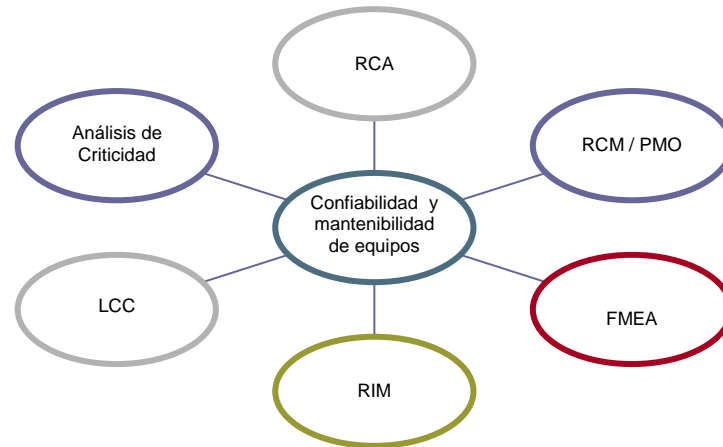 RCA
Análisis de
Criticidad
RCM / PMO
Confiabilidad y
mantenibilidad
de equipos
LCC
FMEA
RIM